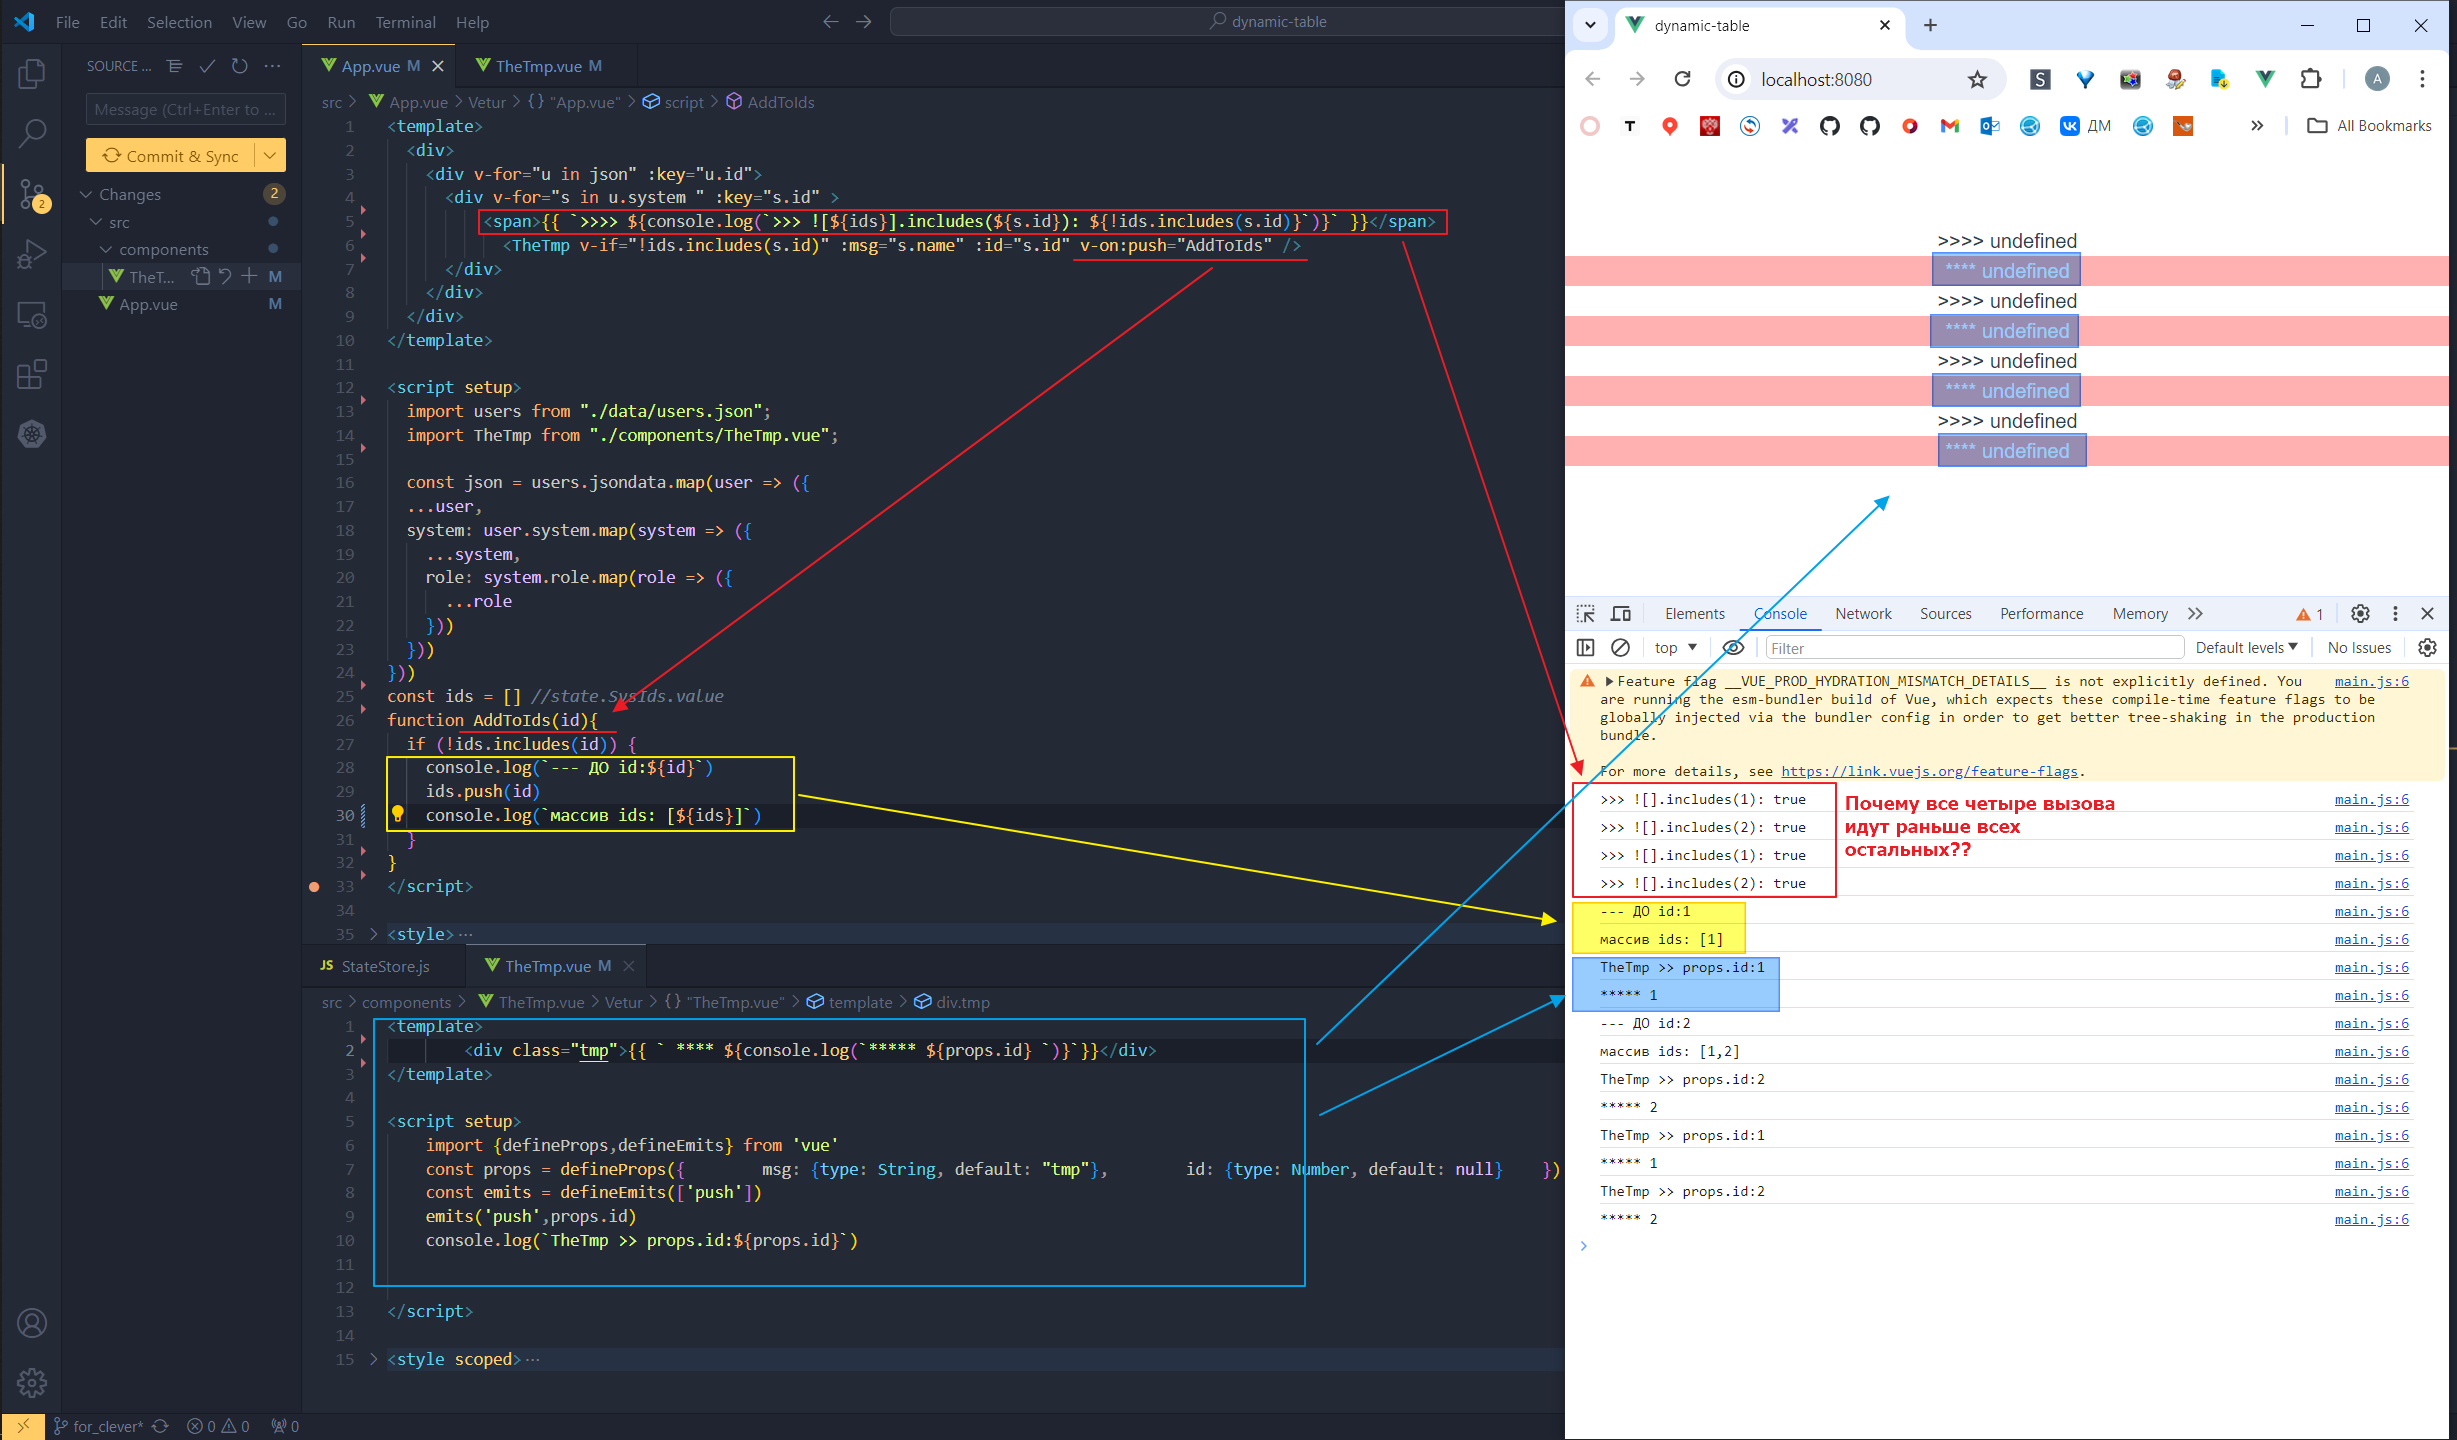 File Edit Selection View Go Run Terminal Help
dynamic-table
SOURCE ...
Message (Ctrl+Enter to ...
Commit & Sync
Changes 2
src
components
TheT... M
App.vue M
2
App.vue M
TheTmp.vue M
src > App.vue > Vetur > {} "App.vue" > script > AddToIds
1 <template>
2 <div>
3 <div v-for="u in json" :key="u.id">
4 <div v-for="s in u.system " :key="s.id" >
5 <span>{{ `>>>> ${console.log(`>>> ![${ids}].includes(${s.id}): ${!ids.includes(s.id)}`)}` }}</span>
6 <TheTmp v-if="!ids.includes(s.id)" :msg="s.name" :id="s.id" v-on:push="AddToIds" />
7 </div>
8 </div>
9 </div>
10 </template>
11
12 <script setup>
13 import users from "./data/users.json";
14 import TheTmp from "./components/TheTmp.vue";
15
16 const json = users.jsondata.map(user => ({
17 ...user,
18 system: user.system.map(system => ({
19 ...system,
20 role: system.role.map(role => ({
21 ...role
22 }))
23 }))
24 }))
25 const ids = [] //state.SysIds.value
26 function AddToIds(id){
27 if (!ids.includes(id)) {
28 console.log(`--- ДО id:${id}`)
29 ids.push(id)
30 console.log(`массив ids: [${ids}]`)
31 }
32 }
33 </script>
34
35 <style>···
StateStore.js
TheTmp.vue M
src > components > TheTmp.vue > Vetur > {} "TheTmp.vue" > template > div.tmp
1 <template>
2 <div class="tmp">{{ ` **** ${console.log(`***** ${props.id} `)}`}}</div>
3 </template>
4
5 <script setup>
6 import {defineProps,defineEmits} from 'vue'
7 const props = defineProps({ msg: {type: String, default: "tmp"}, id: {type: Number, default: null} })
8 const emits = defineEmits(['push'])
9 emits('push',props.id)
10 console.log(`TheTmp >> props.id:${props.id}`)
11
12
13 </script>
14
15 <style scoped>···
for_clever* 0 0 0
dynamic-table
localhost:8080
A
ДМ
All Bookmarks
>>>> undefined
**** undefined
>>>> undefined
**** undefined
>>>> undefined
**** undefined
>>>> undefined
**** undefined
Elements Console Network Sources Performance Memory 1
top Filter Default levels No Issues
Feature flag __VUE_PROD_HYDRATION_MISMATCH_DETAILS__ is not explicitly defined. You main.js:6
are running the esm-bundler build of Vue, which expects these compile-time feature flags to be
globally injected via the bundler config in order to get better tree-shaking in the production
bundle.
For more details, see https://link.vuejs.org/feature-flags.
>>> ![].includes(1): true main.js:6
>>> ![].includes(2): true main.js:6
>>> ![].includes(1): true main.js:6
>>> ![].includes(2): true main.js:6
Почему все четыре вызова
идут раньше всех
остальных??
--- ДО id:1 main.js:6
массив ids: [1] main.js:6
TheTmp >> props.id:1 main.js:6
***** 1 main.js:6
--- ДО id:2 main.js:6
массив ids: [1,2] main.js:6
TheTmp >> props.id:2 main.js:6
***** 2 main.js:6
TheTmp >> props.id:1 main.js:6
***** 1 main.js:6
TheTmp >> props.id:2 main.js:6
***** 2 main.js:6